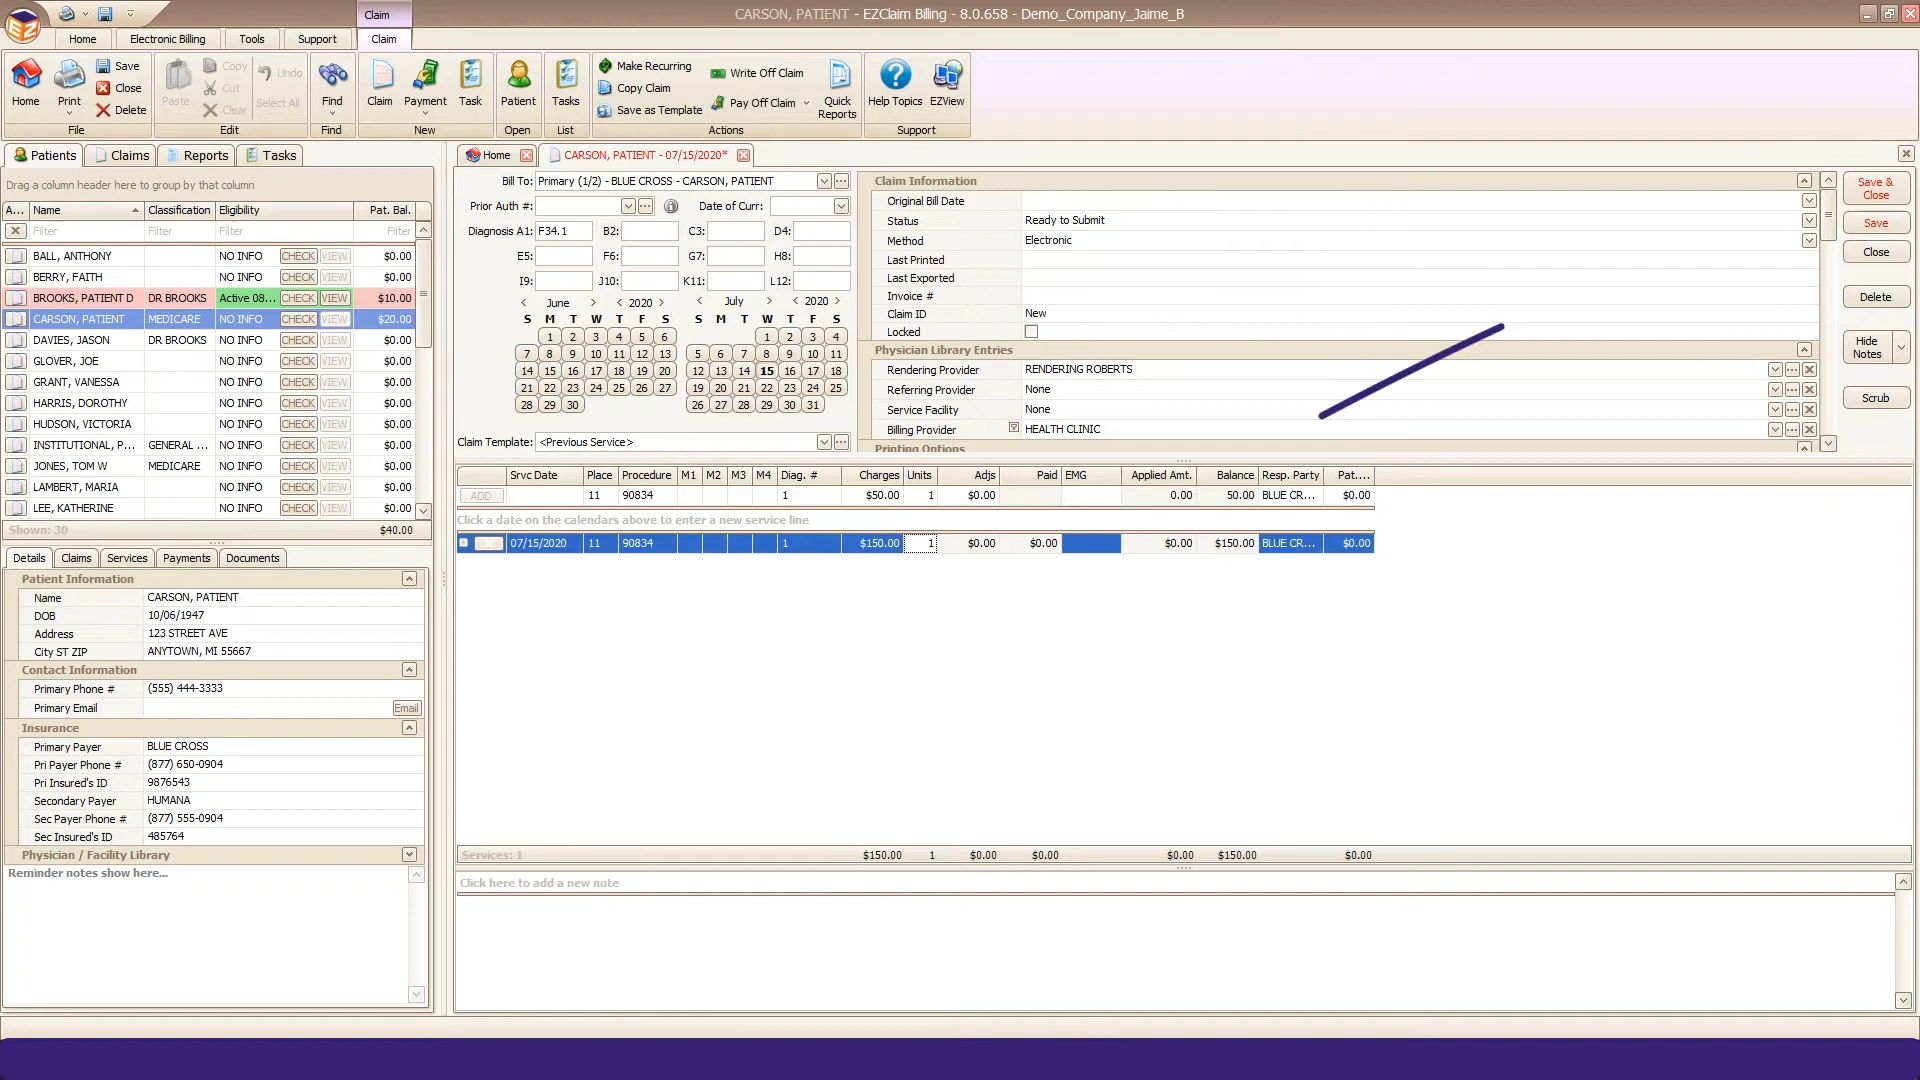 Claim
CARSON, PATIENT - EZClaim Billing - 8.0.658 - Demo_Company_Jaime_B
Home Electronic Billing Tools Support Claim
Home Print Save Close Delete Paste Copy Cut Clear Undo Select All Find Claim Payment Task Patient Tasks Make Recurring Copy Claim Save as Template Write Off Claim Pay Off Claim Quick Reports Help Topics EZView
File Edit Find New Open List Actions Support
Patients Claims Reports Tasks
Drag a column header here to group by that column
A... Name Classification Eligibility Pat. Bal.
Filter Filter Filter Filter
BALL, ANTHONY NO INFO CHECK VIEW $0.00
BERRY, FAITH NO INFO CHECK VIEW $0.00
BROOKS, PATIENT D DR BROOKS Active 08... CHECK VIEW $10.00
CARSON, PATIENT MEDICARE NO INFO CHECK VIEW $20.00
DAVIES, JASON DR BROOKS NO INFO CHECK VIEW $0.00
GLOVER, JOE NO INFO CHECK VIEW $0.00
GRANT, VANESSA NO INFO CHECK VIEW $0.00
HARRIS, DOROTHY NO INFO CHECK VIEW $0.00
HUDSON, VICTORIA NO INFO CHECK VIEW $0.00
INSTITUTIONAL, P... GENERAL ... NO INFO CHECK VIEW $0.00
JONES, TOM W MEDICARE NO INFO CHECK VIEW $0.00
LAMBERT, MARIA NO INFO CHECK VIEW $0.00
LEE, KATHERINE NO INFO CHECK VIEW $0.00
Shown: 30 $40.00
Details Claims Services Payments Documents
Patient Information
Name CARSON, PATIENT
DOB 10/06/1947
Address 123 STREET AVE
City ST ZIP ANYTOWN, MI 55667
Contact Information
Primary Phone # (555) 444-3333
Primary Email Email
Insurance
Primary Payer BLUE CROSS
Pri Payer Phone # (877) 650-0904
Pri Insured's ID 9876543
Secondary Payer HUMANA
Sec Payer Phone # (877) 555-0904
Sec Insured's ID 485764
Physician / Facility Library
Reminder notes show here...
Home CARSON, PATIENT - 07/15/2020*
Bill To: Primary (1/2) - BLUE CROSS - CARSON, PATIENT
Prior Auth #: Date of Curr:
Diagnosis A1: F34.1 B2: C3: D4:
E5: F6: G7: H8:
I9: J10: K11: L12:
< June > < 2020 >
S M T W T F S
1 2 3 4 5 6
7 8 9 10 11 12 13
14 15 16 17 18 19 20
21 22 23 24 25 26 27
28 29 30
< July > < 2020 >
S M T W T F S
1 2 3 4
5 6 7 8 9 10 11
12 13 14 15 16 17 18
19 20 21 22 23 24 25
26 27 28 29 30 31
Claim Template: <Previous Service>
Claim Information
Original Bill Date
Status Ready to Submit
Method Electronic
Last Printed
Last Exported
Invoice #
Claim ID New
Locked
Physician Library Entries
Rendering Provider RENDERING ROBERTS
Referring Provider None
Service Facility None
Billing Provider HEALTH CLINIC
Printing Options
Save & Close
Save
Close
Delete
Hide Notes
Scrub
Srvc Date Place Procedure M1 M2 M3 M4 Diag. # Charges Units Adjs Paid EMG Applied Amt. Balance Resp. Party Pat....
ADD 11 90834 1 $50.00 1 $0.00 0.00 50.00 BLUE CR... $0.00
Click a date on the calendars above to enter a new service line
07/15/2020 11 90834 1 $150.00 1 $0.00 $0.00 $0.00 $150.00 BLUE CR... $0.00
Services: 1 $150.00 1 $0.00 $0.00 $0.00 $150.00 $0.00
Click here to add a new note